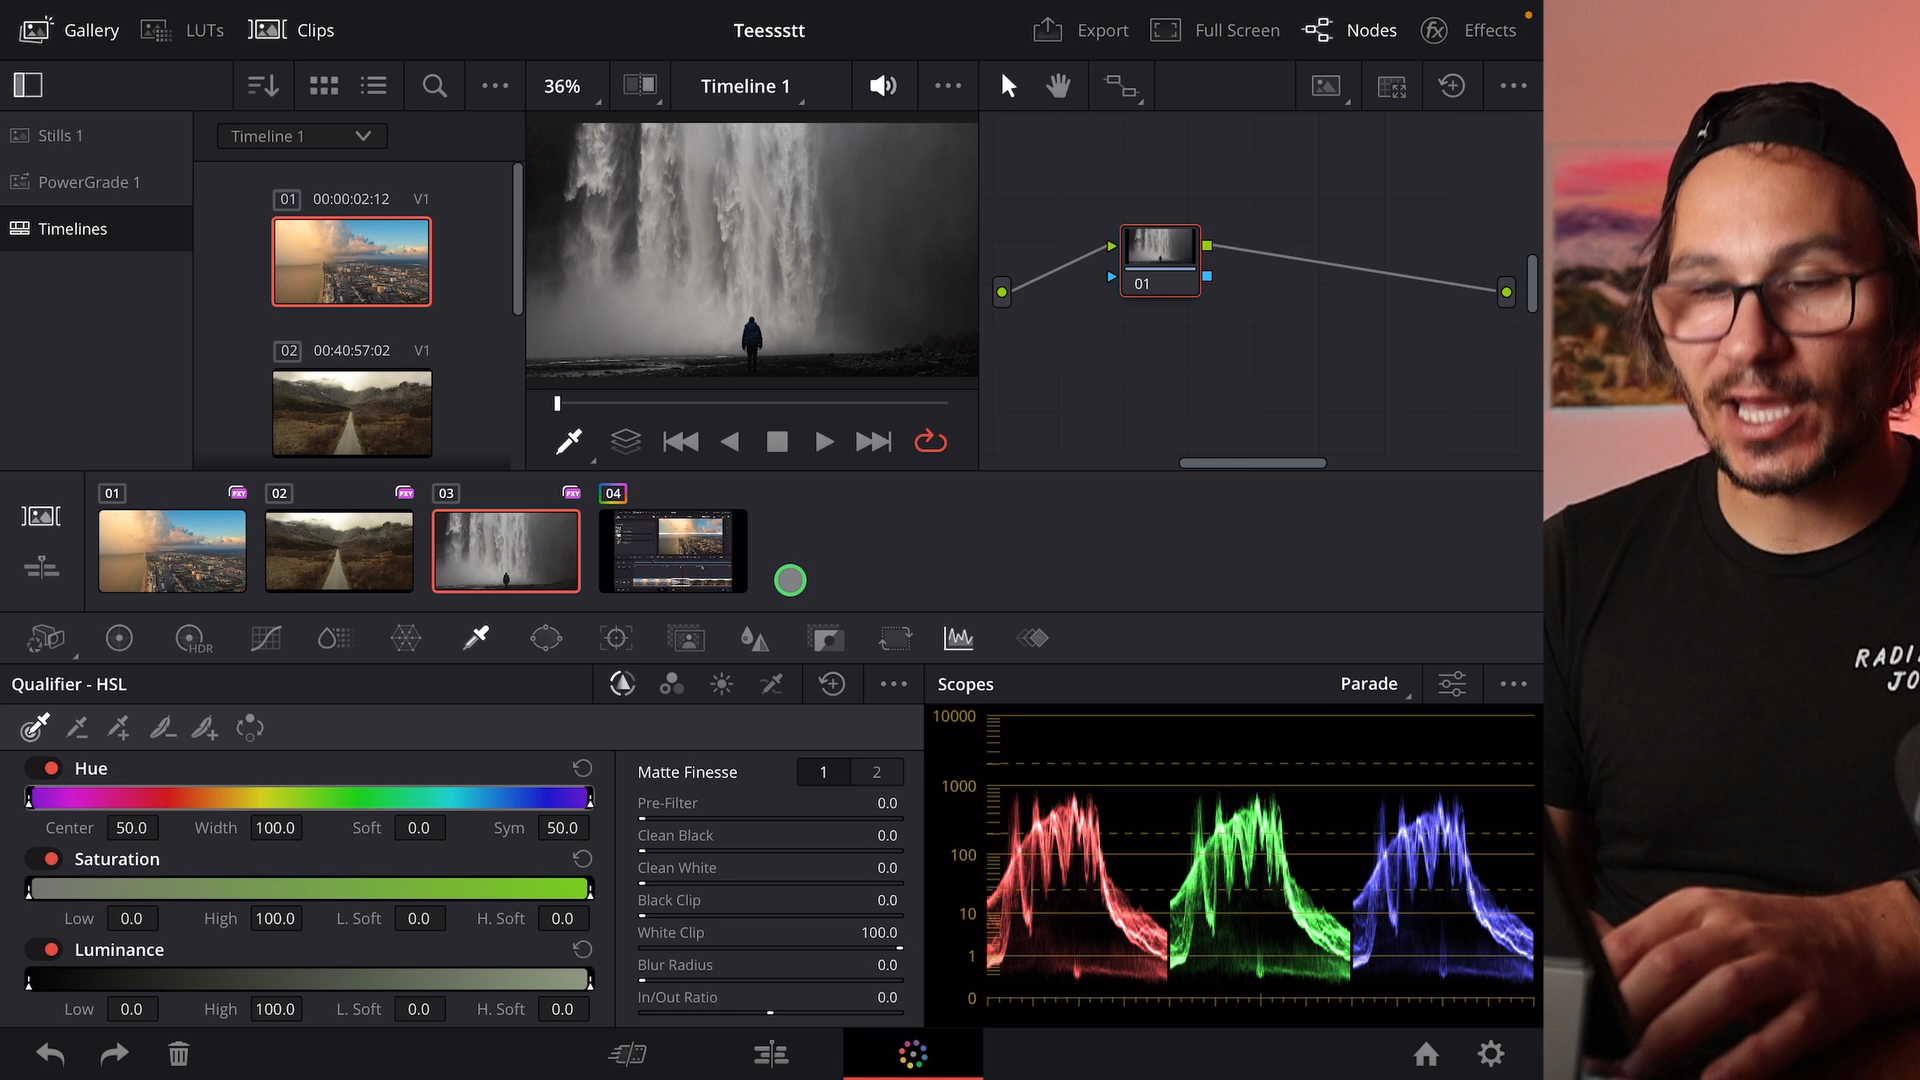 Gallery LUTs Clips Teessstt Export Full Screen Nodes fx Effects
36% Timeline 1
Stills 1
PowerGrade 1
Timelines
Timeline 1
01 00:00:02:12 V1
02 00:40:57:02 V1
01
01 PXY 02 PXY 03 PXY 04
HDR
Qualifier - HSL
Hue
Center 50.0 Width 100.0 Soft 0.0 Sym 50.0
Saturation
Low 0.0 High 100.0 L. Soft 0.0 H. Soft 0.0
Luminance
Low 0.0 High 100.0 L. Soft 0.0 H. Soft 0.0
Matte Finesse 1 2
Pre-Filter 0.0
Clean Black 0.0
Clean White 0.0
Black Clip 0.0
White Clip 100.0
Blur Radius 0.0
In/Out Ratio 0.0
Scopes Parade
10000
1000
100
10
1
0
RADI
JO